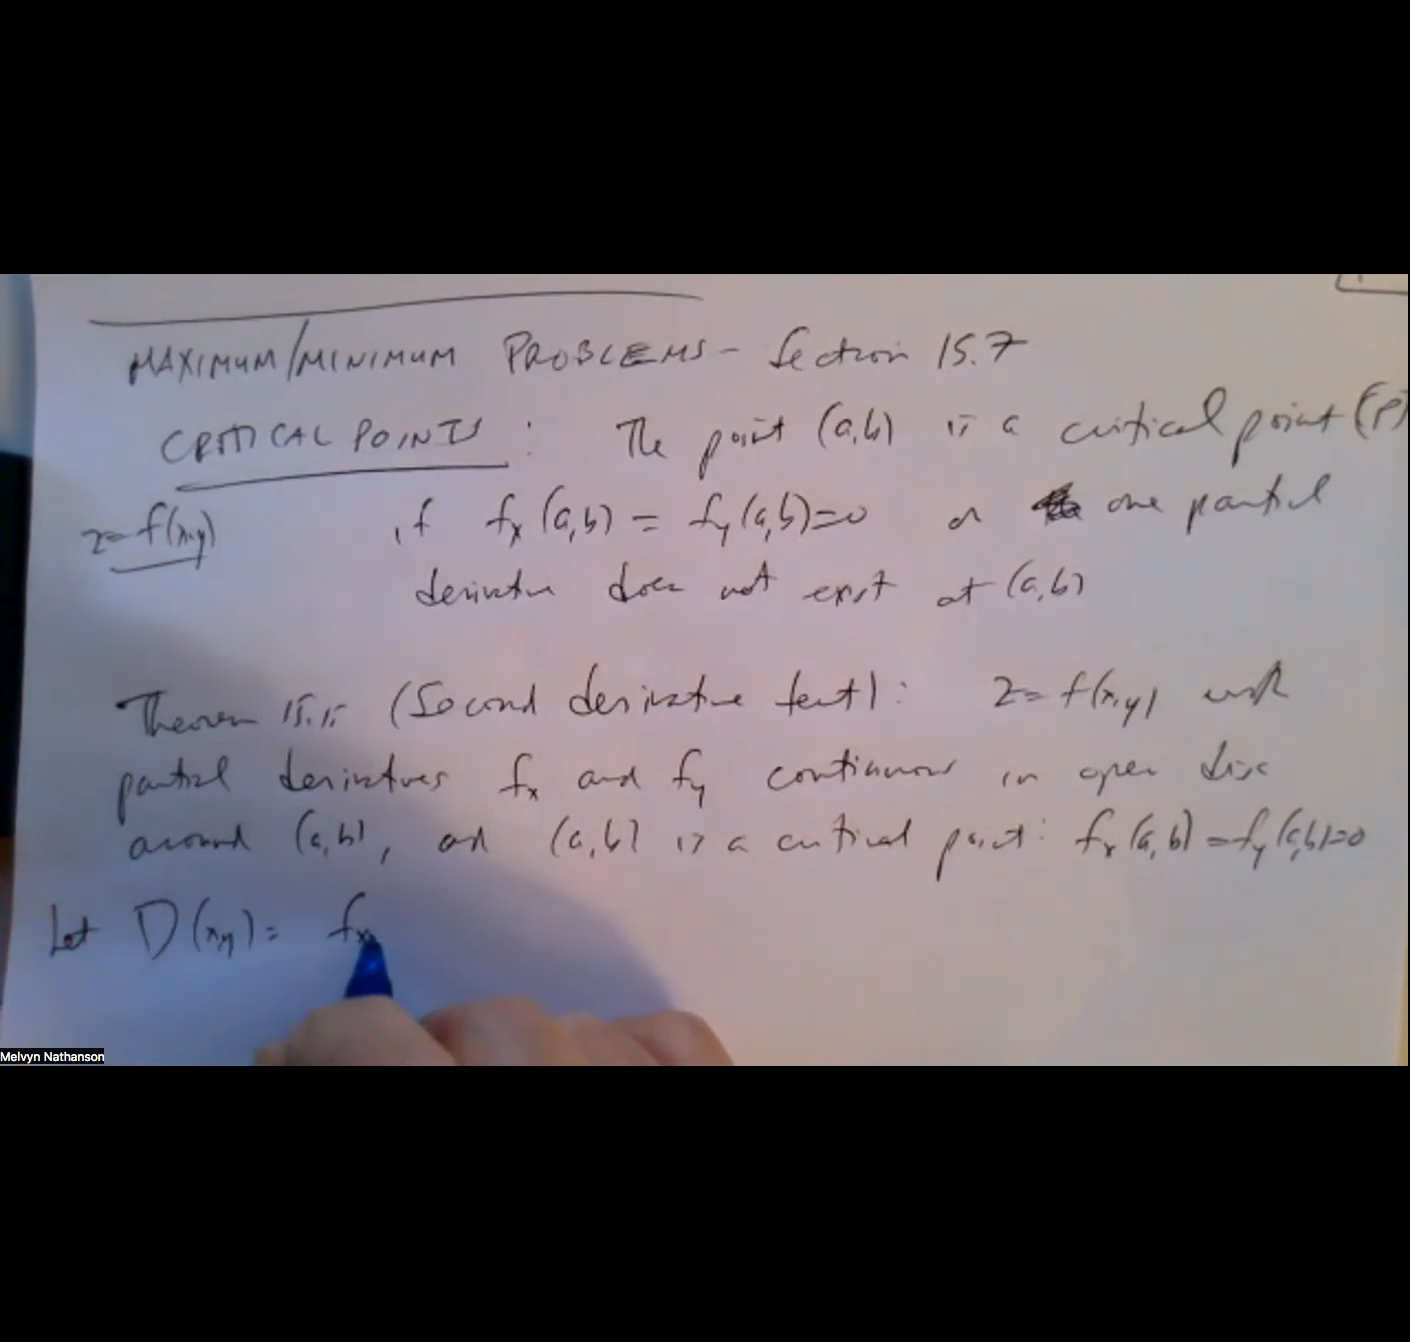 MAXIMUM/MINIMUM PROBLEMS - Section 15.7
CRITICAL POINTS : The point (a,b) is a critical point (P)
z=f(x,y) if fx(a,b) = fy(a,b)=0 or one partial
derivative does not exist at (a,b)
Theorem 15.15 (Second derivative test): z=f(x,y) with
partial derivatives fx and fy continuous in open disc
around (a,b), and (a,b) is a critical point: fx(a,b)=fy(a,b)=0
Let D(x,y)= fxx
Melvyn Nathanson